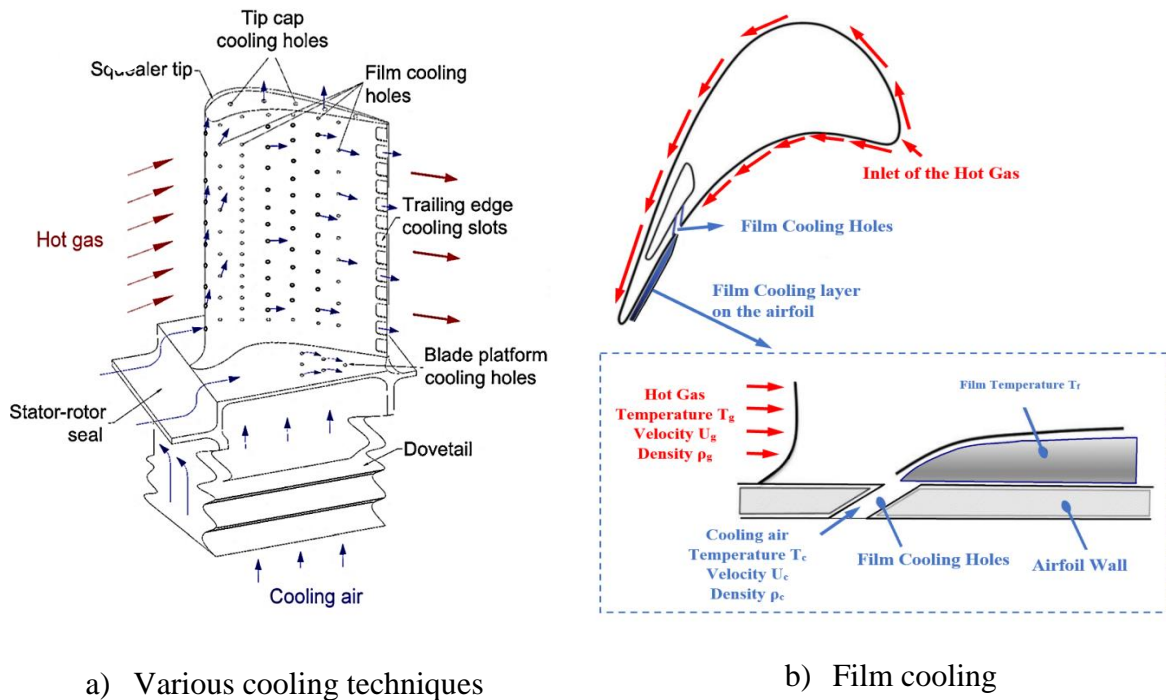 Tip cap
cooling holes
Squealer tip
Film cooling
holes
Hot gas
Trailing edge
cooling slots
Blade platform
cooling holes
Stator-rotor
seal
Dovetail
Cooling air
a) Various cooling techniques
Inlet of the Hot Gas
Film Cooling Holes
Film Cooling layer
on the airfoil
Hot Gas
Temperature Tg
Velocity Ug
Density ρg
Film Temperature Tf
Cooling air
Temperature Tc
Velocity Uc
Density ρc
Film Cooling Holes
Airfoil Wall
b) Film cooling